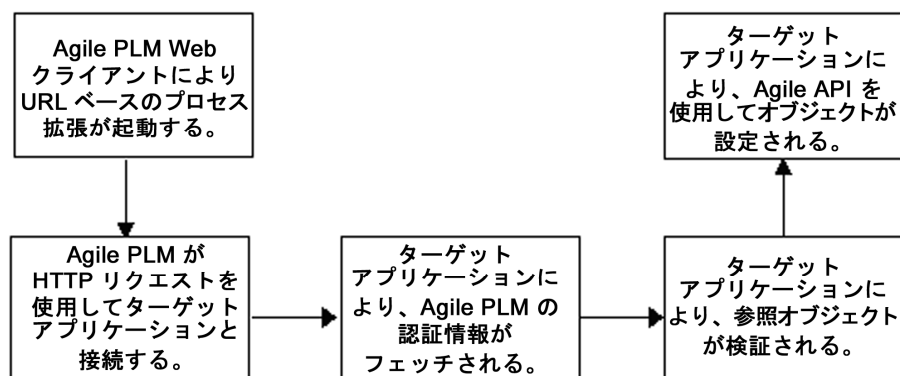 Agile PLM Web
クライアントにより
URL ベースのプロセス
拡張が起動する。
Agile PLM が
HTTP リクエストを
使用してターゲット
アプリケーションと
接続する。
ターゲット
アプリケーションに
より、Agile PLM の
認証情報が
フェッチされる。
ターゲット
アプリケーションに
より、参照オブジェクト
が検証される。
ターゲット
アプリケーションに
より、Agile API を
使用してオブジェクトが
設定される。